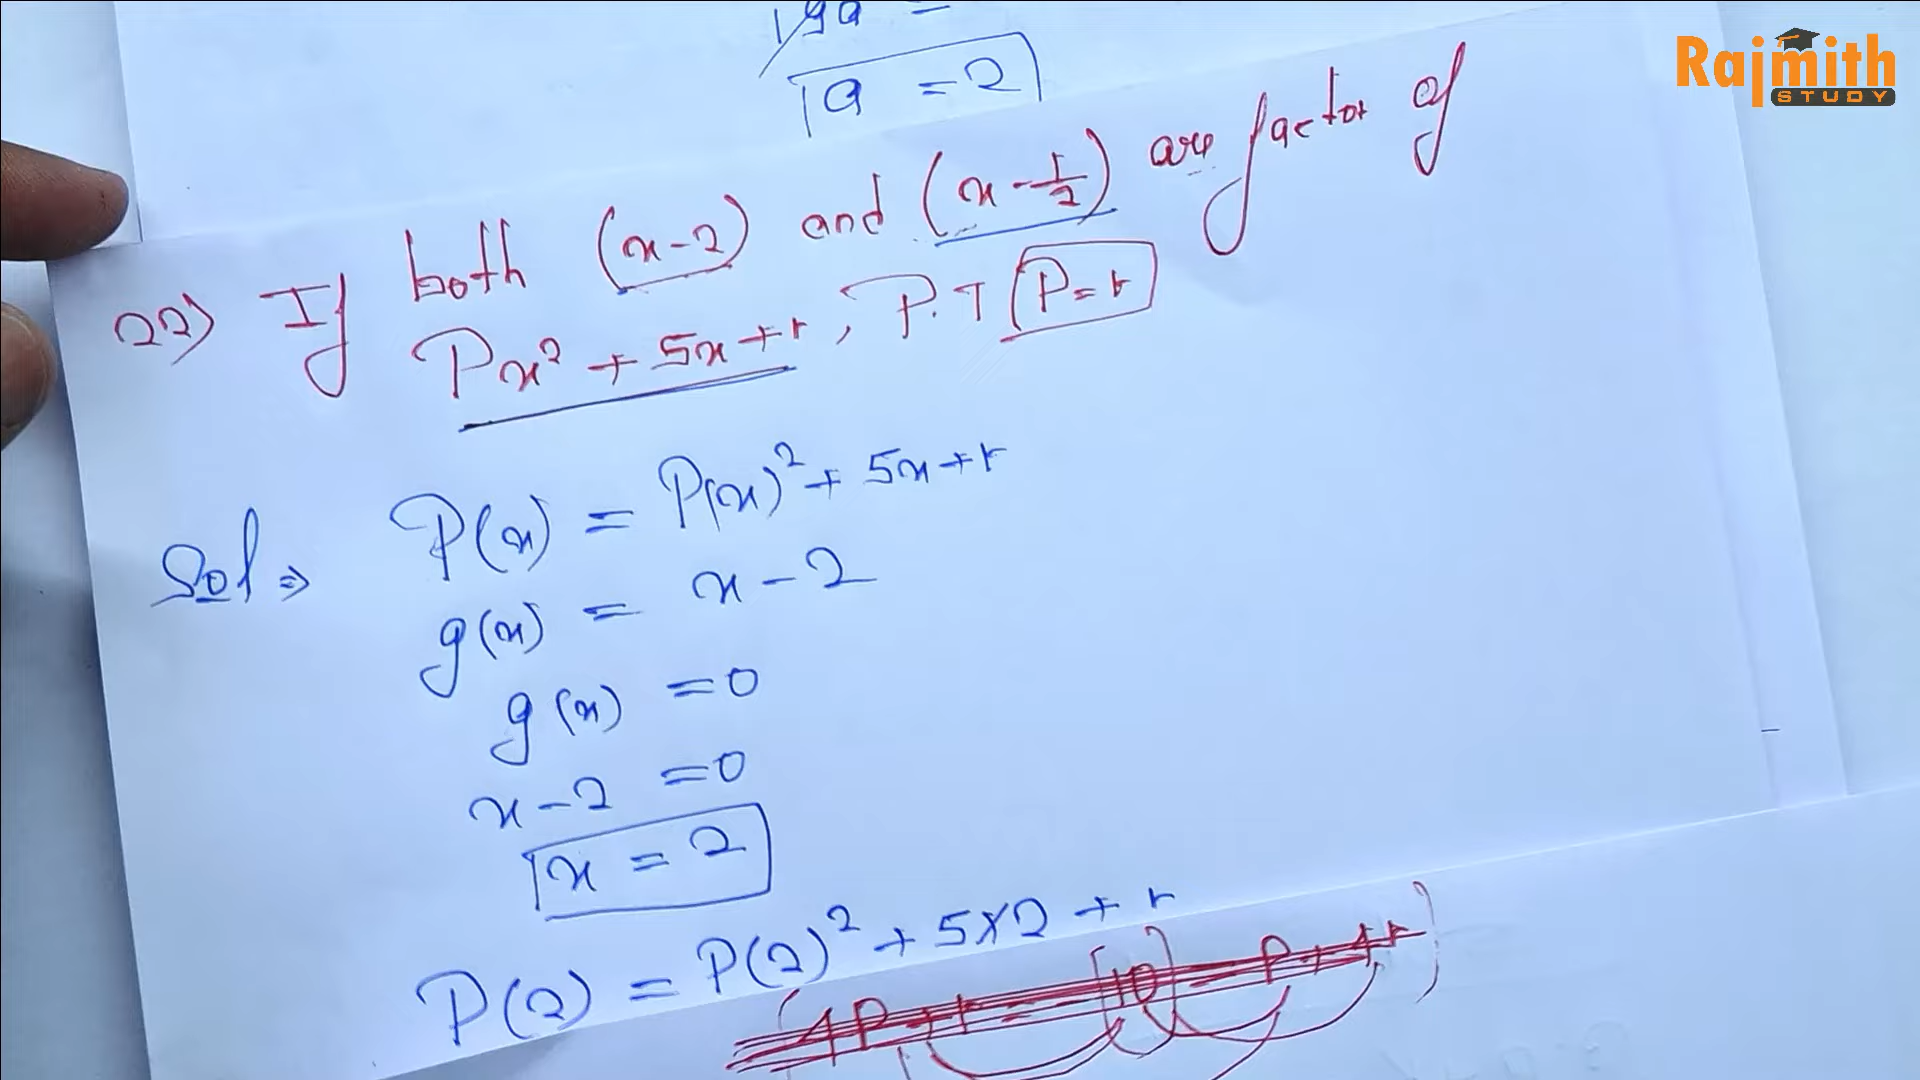 Rajmith
STUDY
a = 2
22) If both (x-2) and (x-1/2) are factor of
Px² + 5x+r, P.T P=r
Sol ⇒ P(x) = P(x)² + 5x+r
g(x) = x-2
g(x) =0
x-2 =0
x = 2
P(2) = P(2)² + 5×2 + r